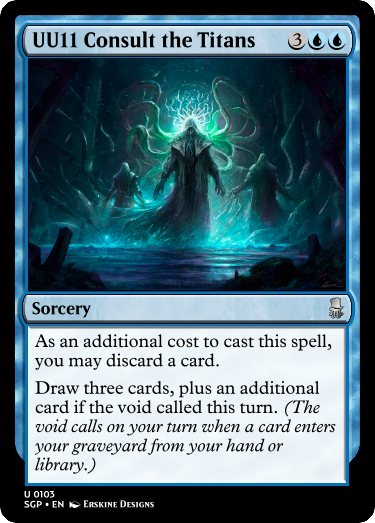 UU11 Consult the Titans 3
Sorcery
As an additional cost to cast this spell,
you may discard a card.
Draw three cards, plus an additional
card if the void called this turn. (The
void calls on your turn when a card enters
your graveyard from your hand or
library.)
U 0103
SGP • EN Erskine Designs